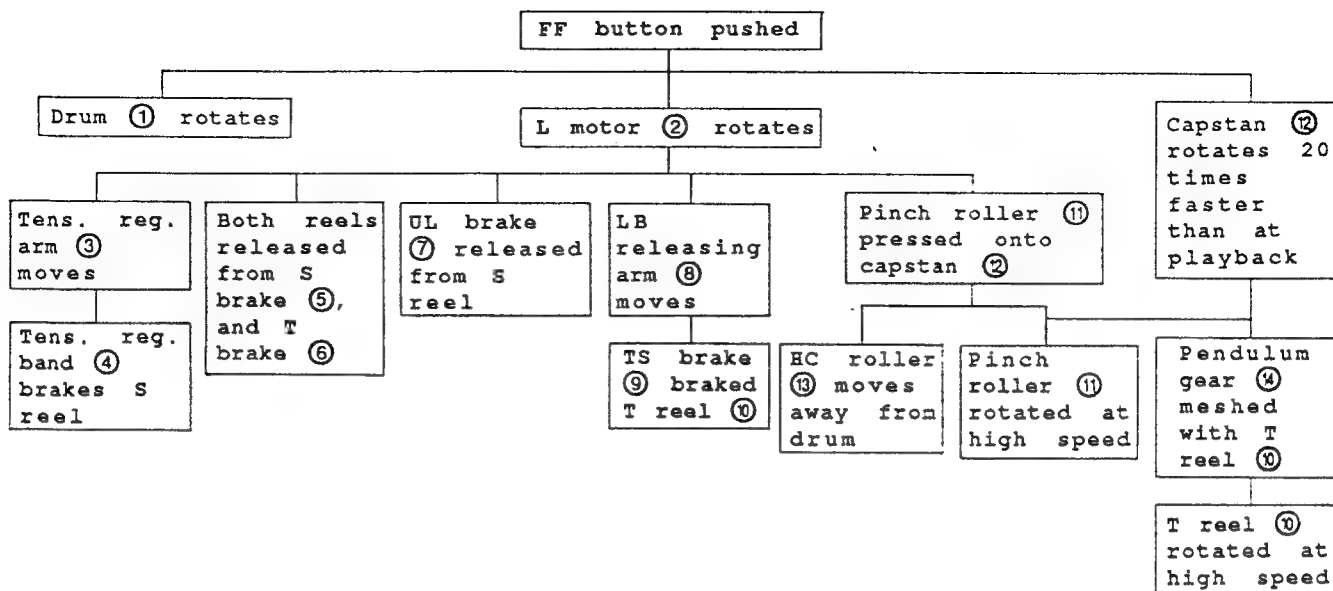 FF button pushed
Drum ① rotates
L motor ② rotates
Capstan ⑫
rotates 20
times
faster
than at
playback
Tens. reg.
arm ③
moves
Both reels
released
from S
brake ⑤,
and T
brake ⑥
UL brake
⑦ released
from S
reel
LB
releasing
arm ⑧
moves
Pinch roller ⑪
pressed onto
capstan ⑫
Tens. reg.
band ④
brakes S
reel
TS brake
⑨ braked
T reel ⑩
HC roller
⑬ moves
away from
drum
Pinch
roller ⑪
rotated at
high speed
Pendulum
gear ⑭
meshed
with T
reel ⑩
T reel ⑩
rotated at
high speed